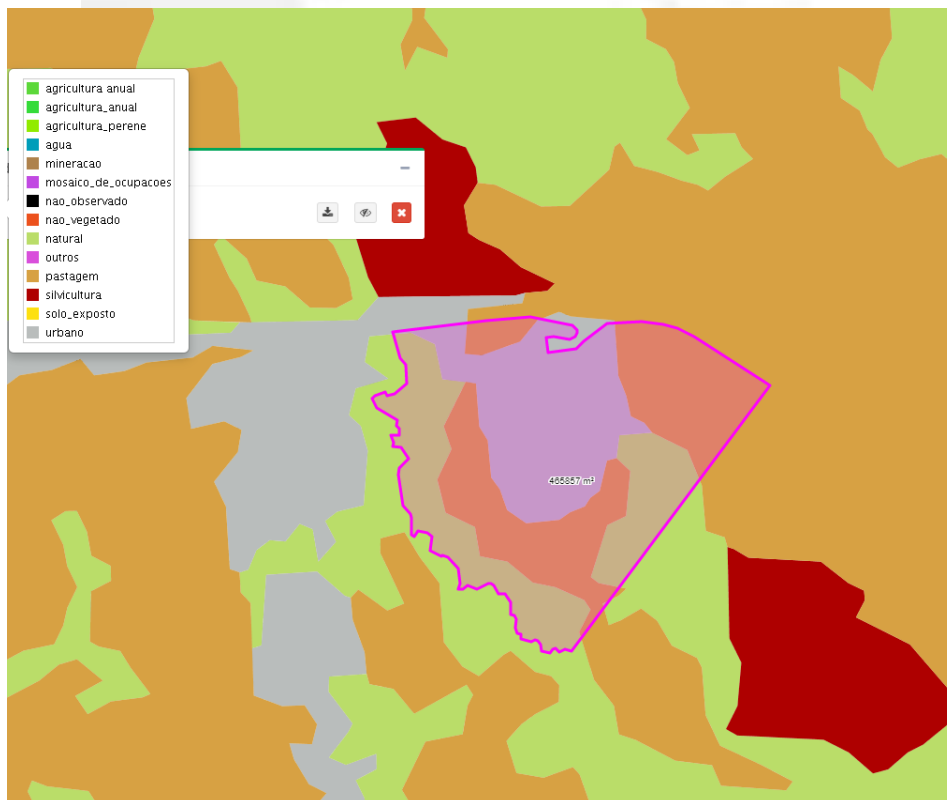 agricultura anual
agricultura_anual
agricultura_perene
agua
mineracao
mosaico_de_ocupacoes
nao_observado
nao_vegetado
natural
outros
pastagem
silvicultura
solo_exposto
urbano
465857 m²